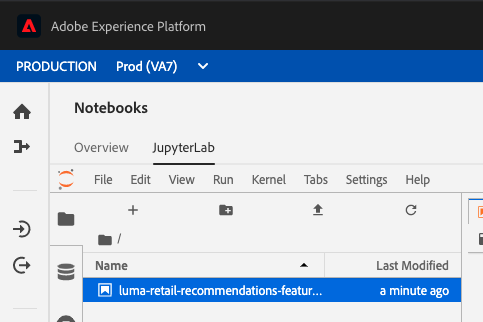 Adobe Experience Platform
PRODUCTION Prod (VA7)
Notebooks
Overview JupyterLab
File Edit View Run Kernel Tabs Settings Help
/
Name Last Modified
luma-retail-recommendations-featur... a minute ago